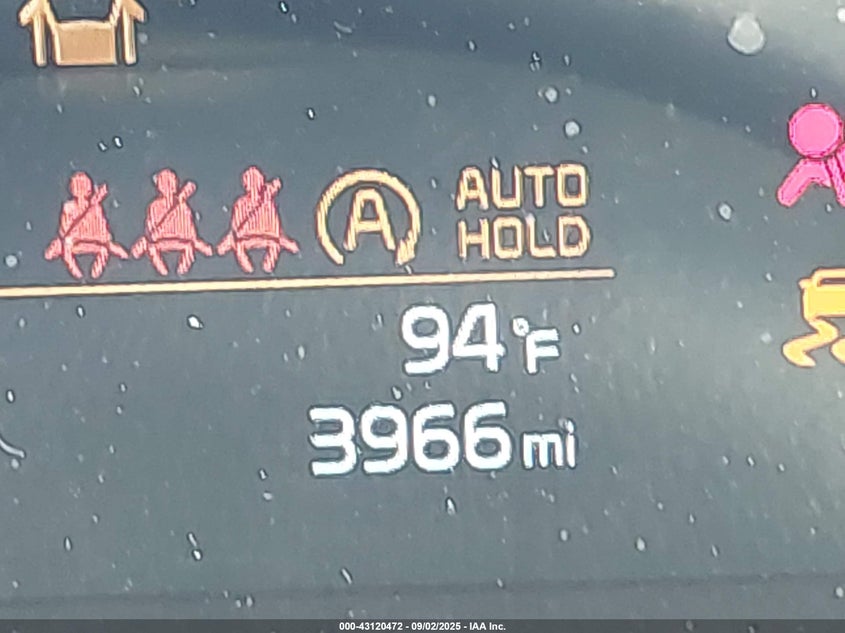 A
AUTO
HOLD
94°F
3966 mi
000-43120472 - 09/02/2025 - IAA Inc.